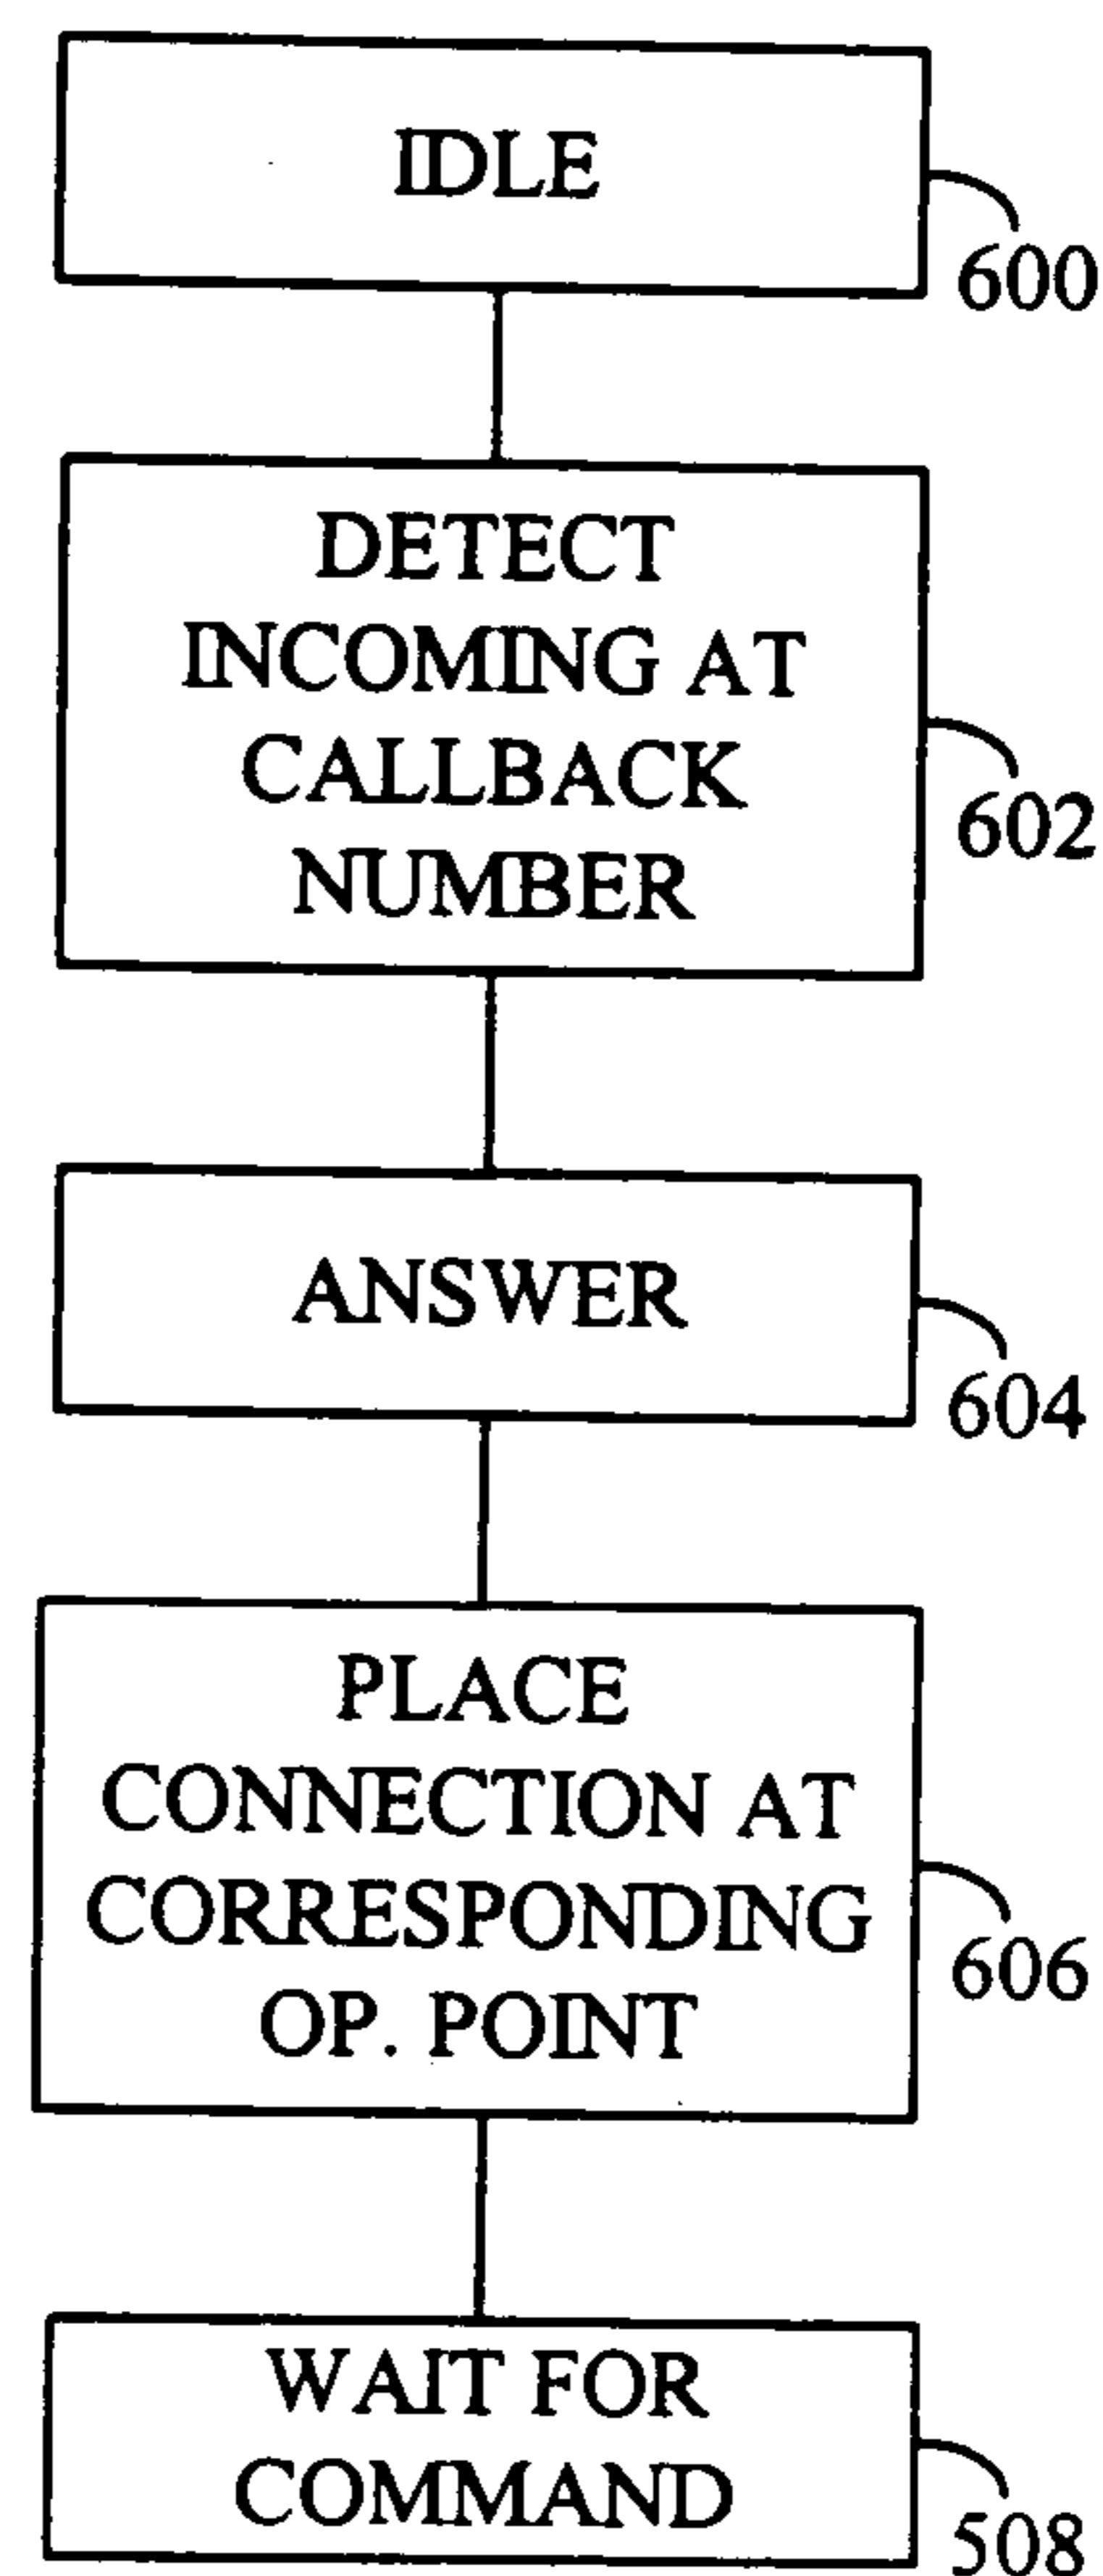 IDLE
600
DETECT
INCOMING AT
CALLBACK
NUMBER
602
ANSWER
604
PLACE
CONNECTION AT
CORRESPONDING
OP. POINT
606
WAIT FOR
COMMAND
508